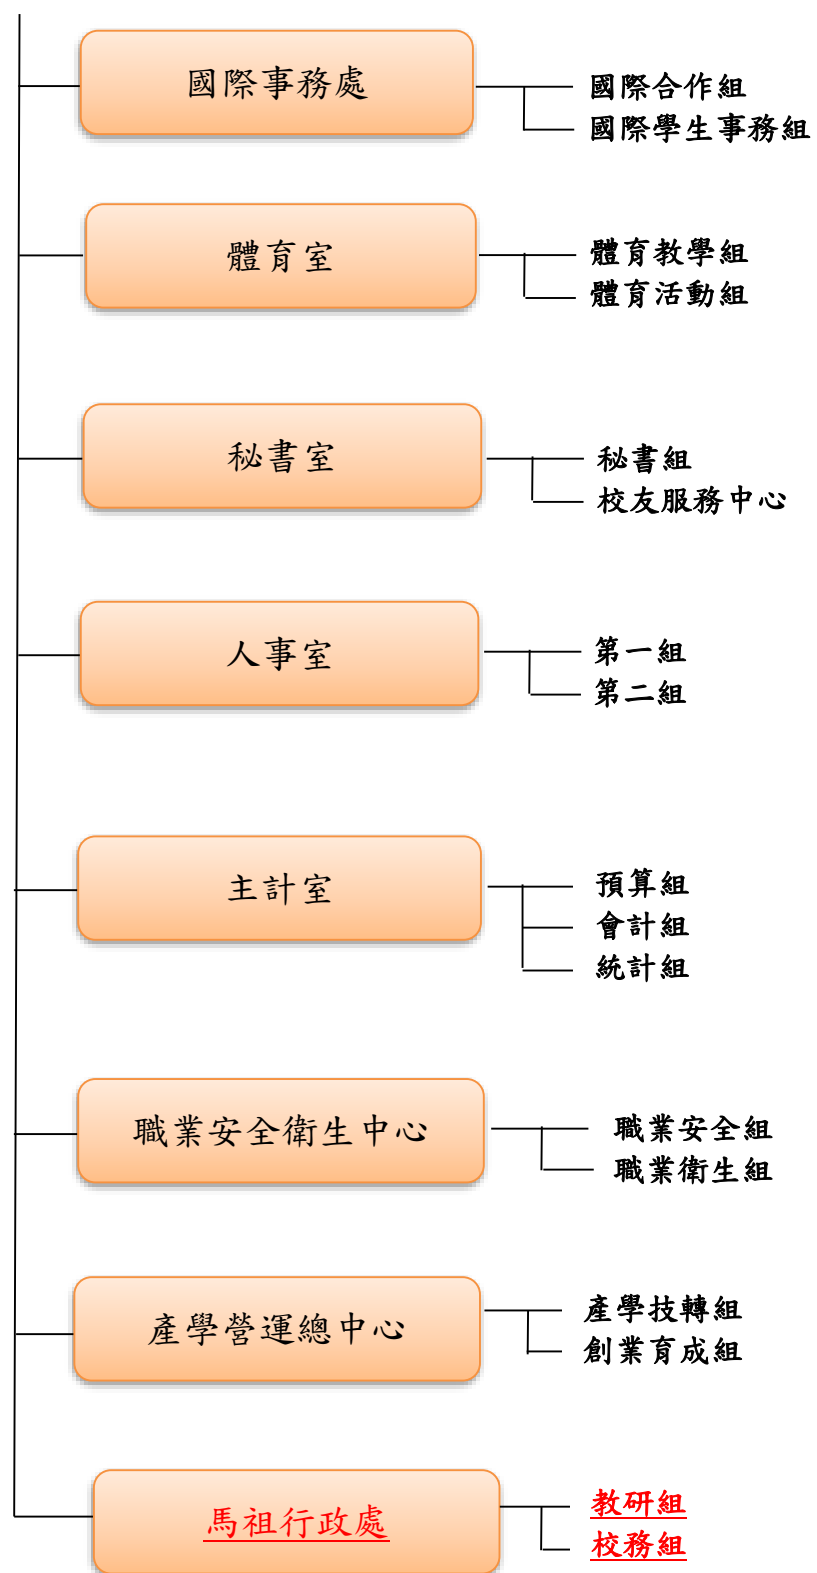 國際事務處
國際合作組
國際學生事務組
體育室
體育教學組
體育活動組
秘書室
秘書組
校友服務中心
人事室
第一組
第二組
主計室
預算組
會計組
統計組
職業安全衛生中心
職業安全組
職業衛生組
產學營運總中心
產學技轉組
創業育成組
馬祖行政處
教研組
校務組